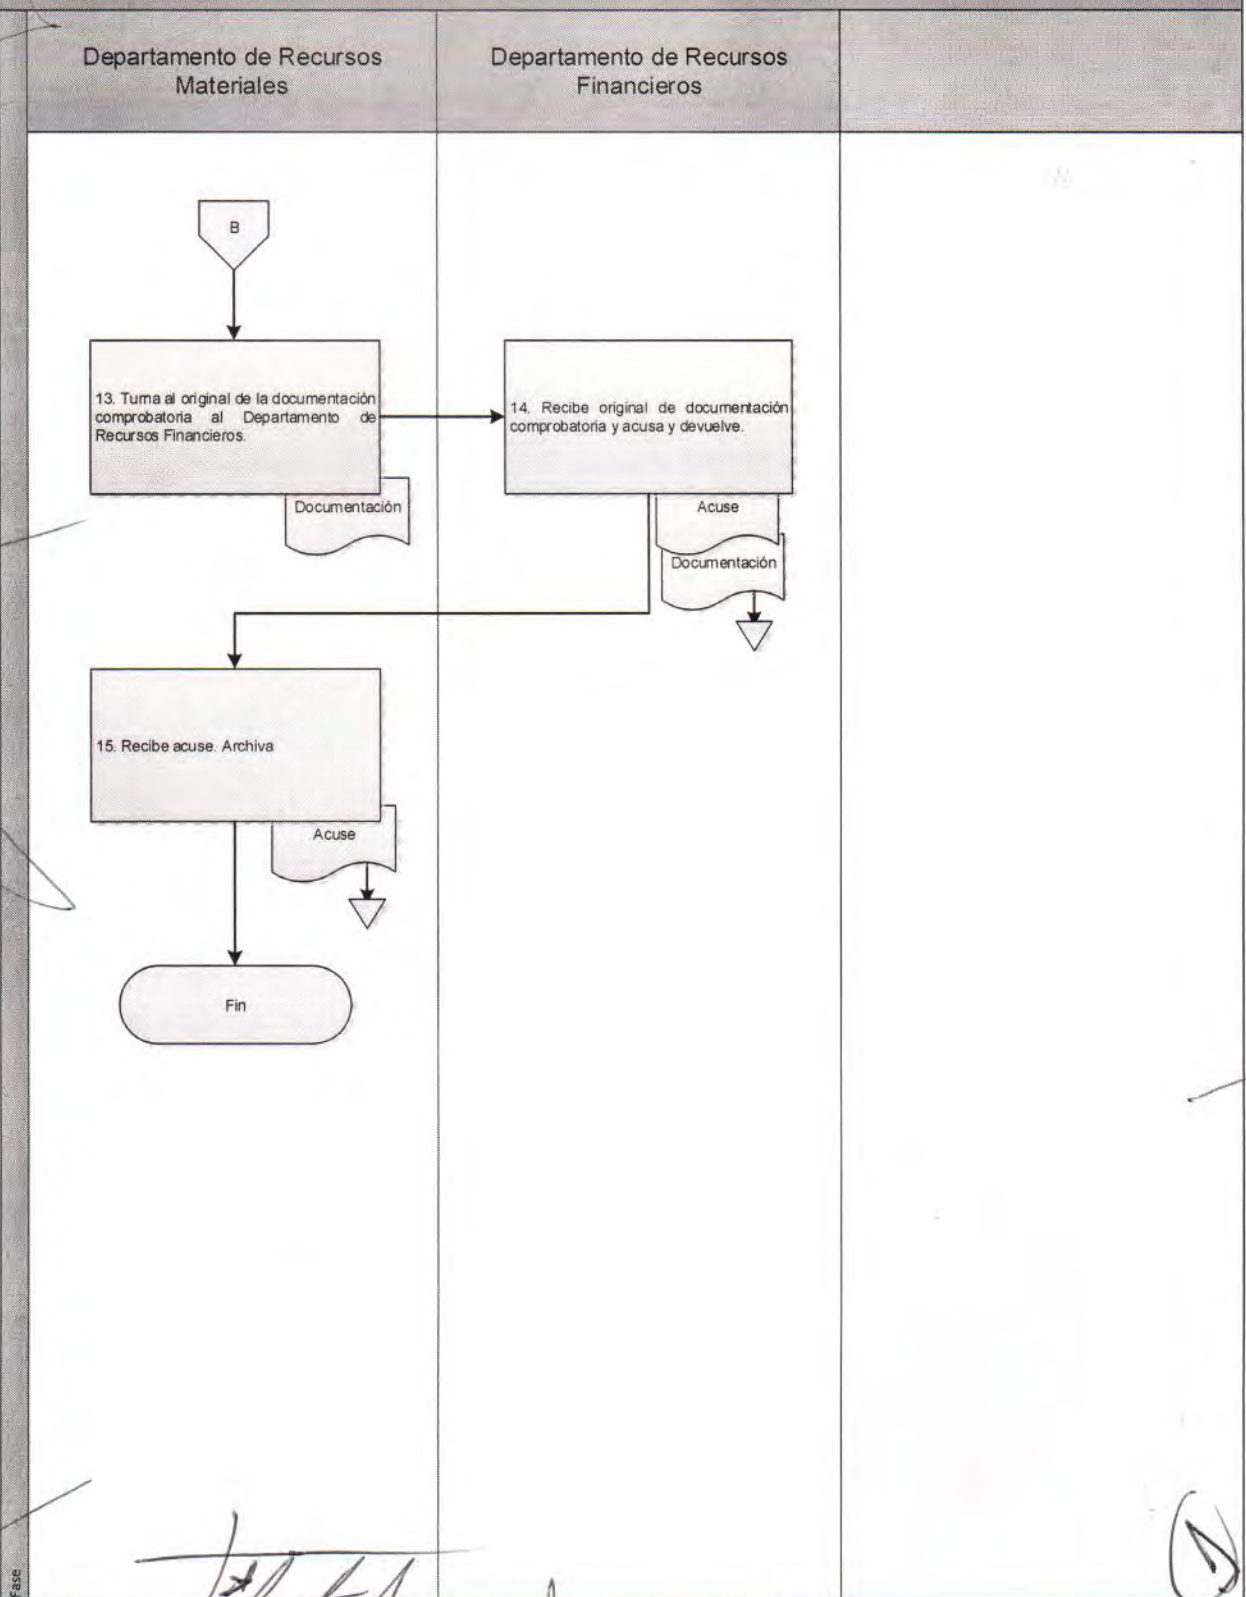 Departamento de Recursos
Materiales
Departamento de Recursos
Financieros
B
13. Turna al original de la documentación
comprobatoria al Departamento de
Recursos Financieros.
Documentación
14. Recibe original de documentación
comprobatoria y acusa y devuelve.
Acuse
Documentación
15. Recibe acuse. Archiva
Acuse
Fin
Fase